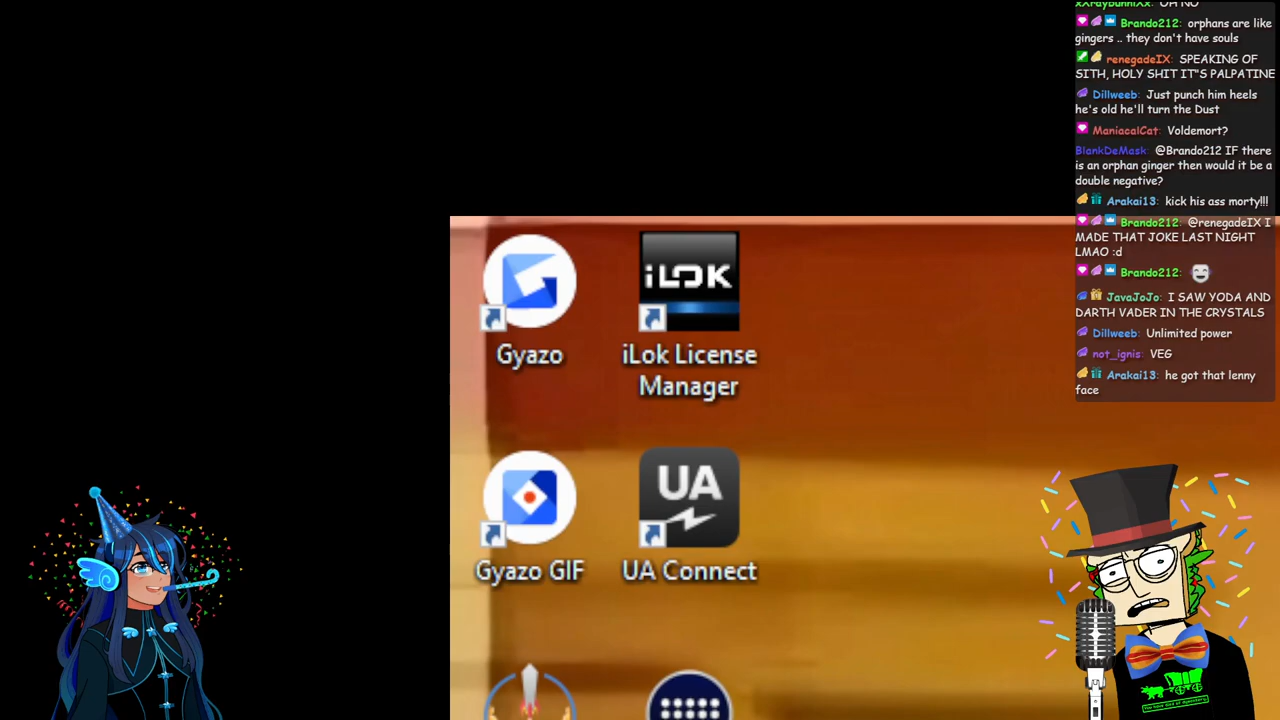 xXrayBunniXx: OH NO
Brando212: orphans are like
gingers .. they don't have souls
renegadeIX: SPEAKING OF
SITH, HOLY SHIT IT"S PALPATINE
Dillweeb: Just punch him heels
he's old he'll turn the Dust
ManiacalCat: Voldemort?
BlankDeMask: @Brando212 IF there
is an orphan ginger then would it be a
double negative?
Arakai13: kick his ass morty!!!
Brando212: @renegadeIX I
MADE THAT JOKE LAST NIGHT
LMAO :d
Brando212:
JavaJoJo: I SAW YODA AND
DARTH VADER IN THE CRYSTALS
Dillweeb: Unlimited power
not_ignis: VEG
Arakai13: he got that lenny
face
iLOK
Gyazo
iLok License
Manager
UA
Gyazo GIF
UA Connect